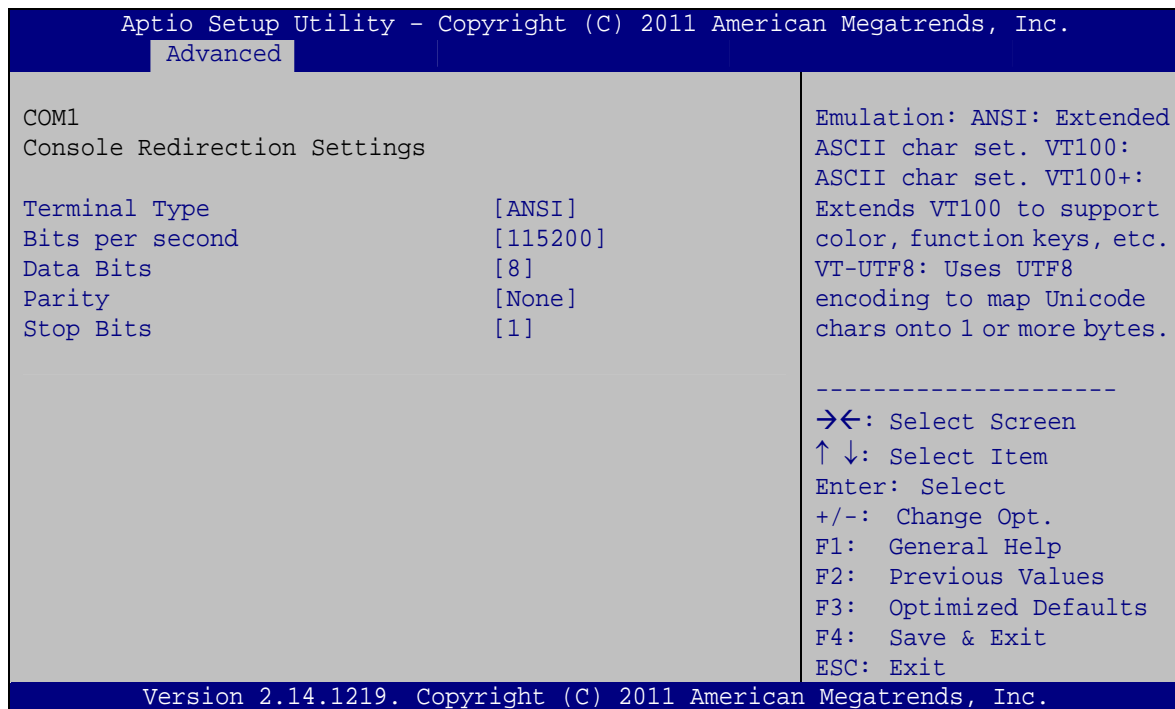 Aptio Setup Utility – Copyright (C) 2011 American Megatrends, Inc.
Advanced
COM1
Console Redirection Settings
Terminal Type [ANSI]
Bits per second [115200]
Data Bits [8]
Parity [None]
Stop Bits [1]
Emulation: ANSI: Extended
ASCII char set. VT100:
ASCII char set. VT100+:
Extends VT100 to support
color, function keys, etc.
VT-UTF8: Uses UTF8
encoding to map Unicode
chars onto 1 or more bytes.
---------------------
→←: Select Screen
↑ ↓: Select Item
Enter: Select
+/-: Change Opt.
F1: General Help
F2: Previous Values
F3: Optimized Defaults
F4: Save & Exit
ESC: Exit
Version 2.14.1219. Copyright (C) 2011 American Megatrends, Inc.